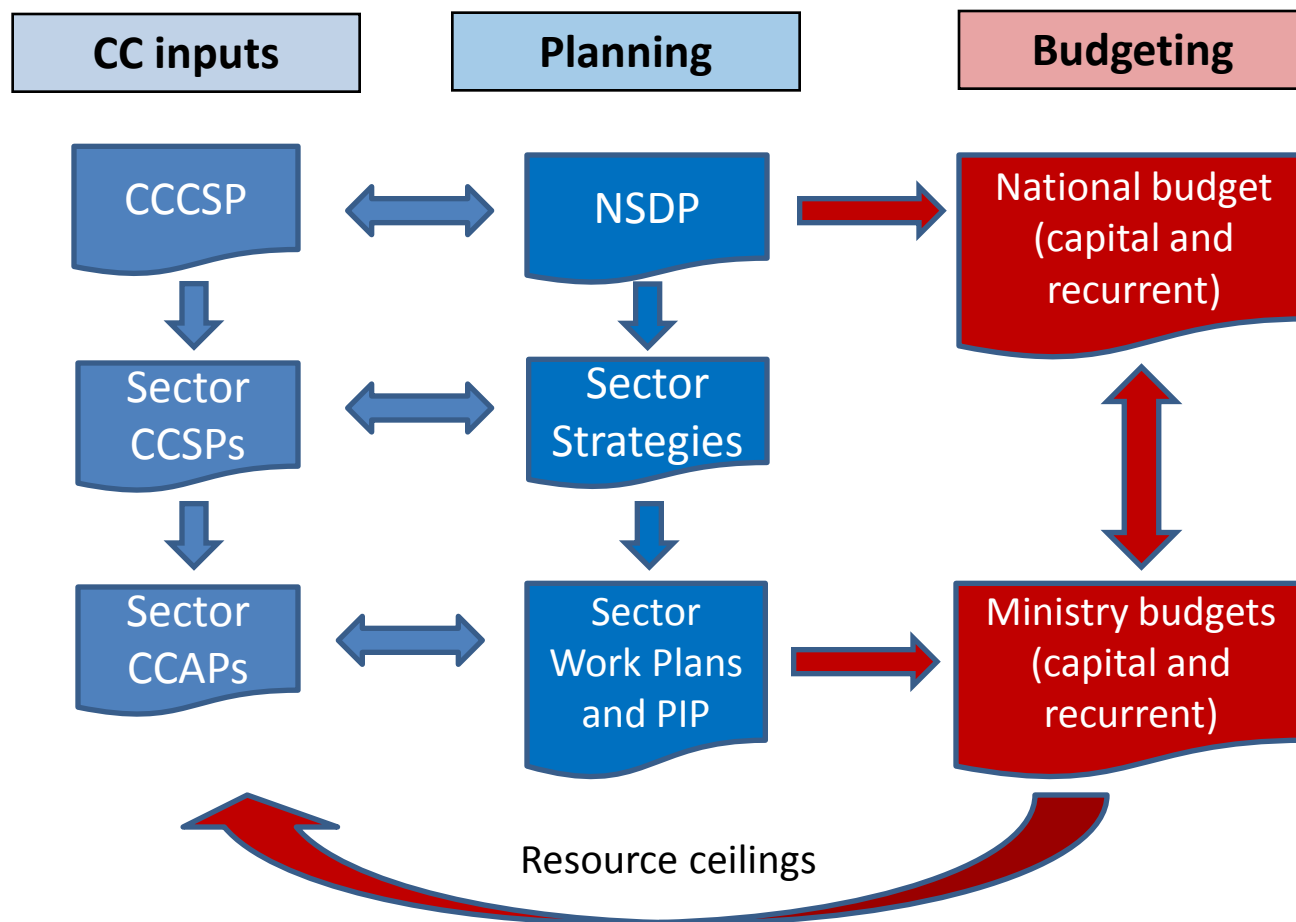 CC inputs
Planning
Budgeting
CCCSP
NSDP
National budget
(capital and
recurrent)
Sector
CCSPs
Sector
Strategies
Sector
CCAPs
Sector
Work Plans
and PIP
Ministry budgets
(capital and
recurrent)
Resource ceilings